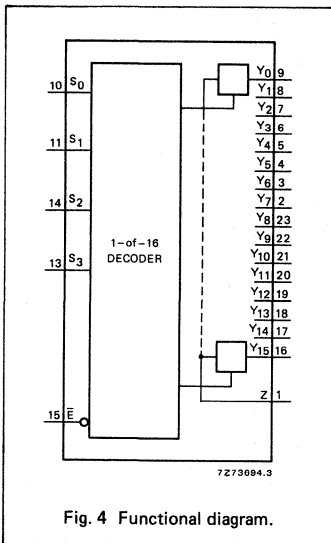 10 S0
11 S1
14 S2
13 S3
15 E̅
1-of-16
DECODER
Y0 9
Y1 8
Y2 7
Y3 6
Y4 5
Y5 4
Y6 3
Y7 2
Y8 23
Y9 22
Y10 21
Y11 20
Y12 19
Y13 18
Y14 17
Y15 16
Z 1
7Z73694.3
Fig. 4 Functional diagram.